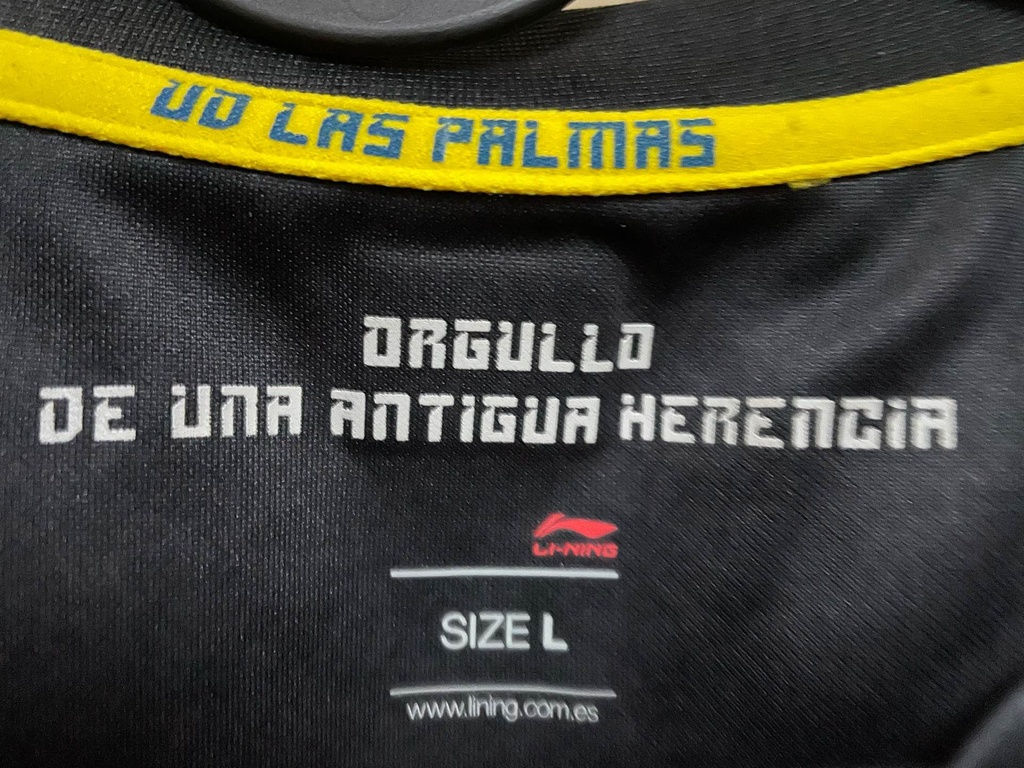 UD LAS PALMAS
ORGULLO
DE UNA ANTIGUA HERENCIA
LI-NING
SIZE L
www.lining.com.es